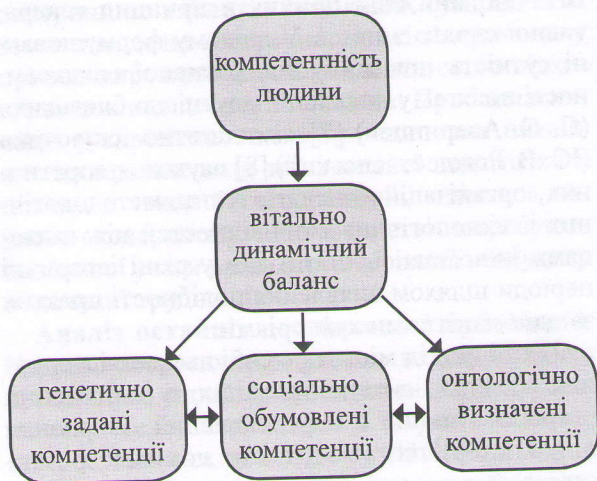 компетентність
людини
вітально
динамічний
баланс
генетично
задані
компетенції
соціально
обумовлені
компетенції
онтологічно
визначені
компетенції